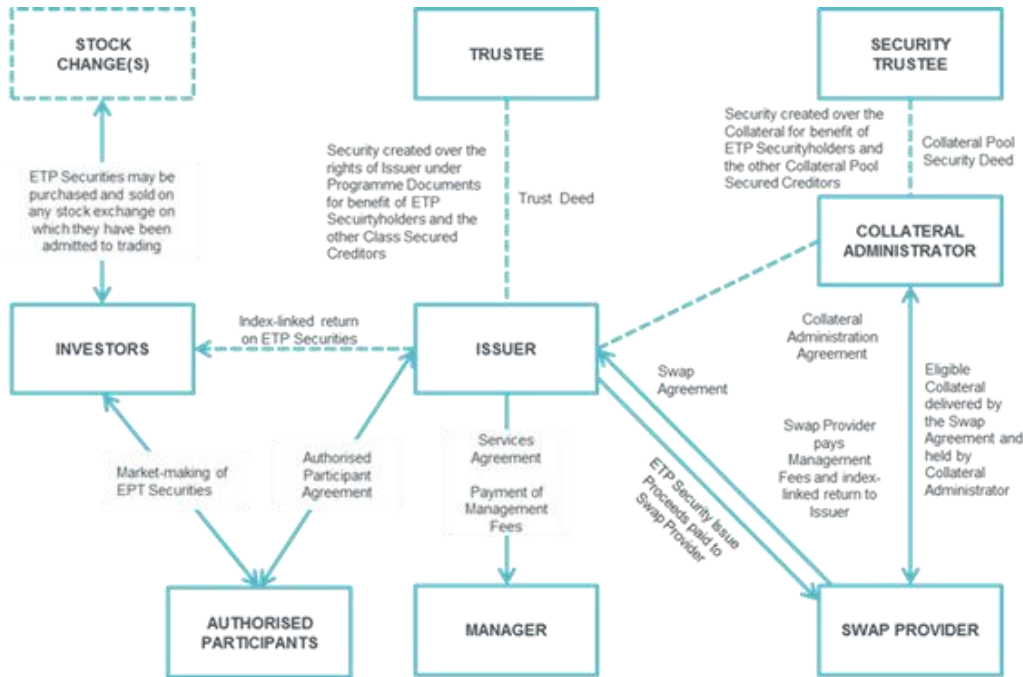 STOCK
CHANGE(S)
TRUSTEE
SECURITY
TRUSTEE
ETP Securities may be
purchased and sold on
any stock exchange on
which they have been
admitted to trading
Security created over the
rights of Issuer under
Programme Documents
for benefit of ETP
Secuirtyholders and the
other Class Secured
Creditors
Trust Deed
Security created over the
Collateral for benefit of
ETP Securityholders and
the other Collateral Pool
Secured Creditors
Collateral Pool
Security Deed
COLLATERAL
ADMINISTRATOR
INVESTORS
Index-linked return
on ETP Securities
ISSUER
Swap
Agreement
Collateral
Administration
Agreement
Eligible
Collateral
delivered by
the Swap
Agreement and
held by
Collateral
Administrator
Market-making of
EPT Securities
Authorised
Participant
Agreement
Services
Agreement
Payment of
Management
Fees
ETP Security Issue
Proceeds paid to
Swap Provider
Swap Provider
pays
Management
Fees and index-
linked return to
Issuer
AUTHORISED
PARTICIPANTS
MANAGER
SWAP PROVIDER